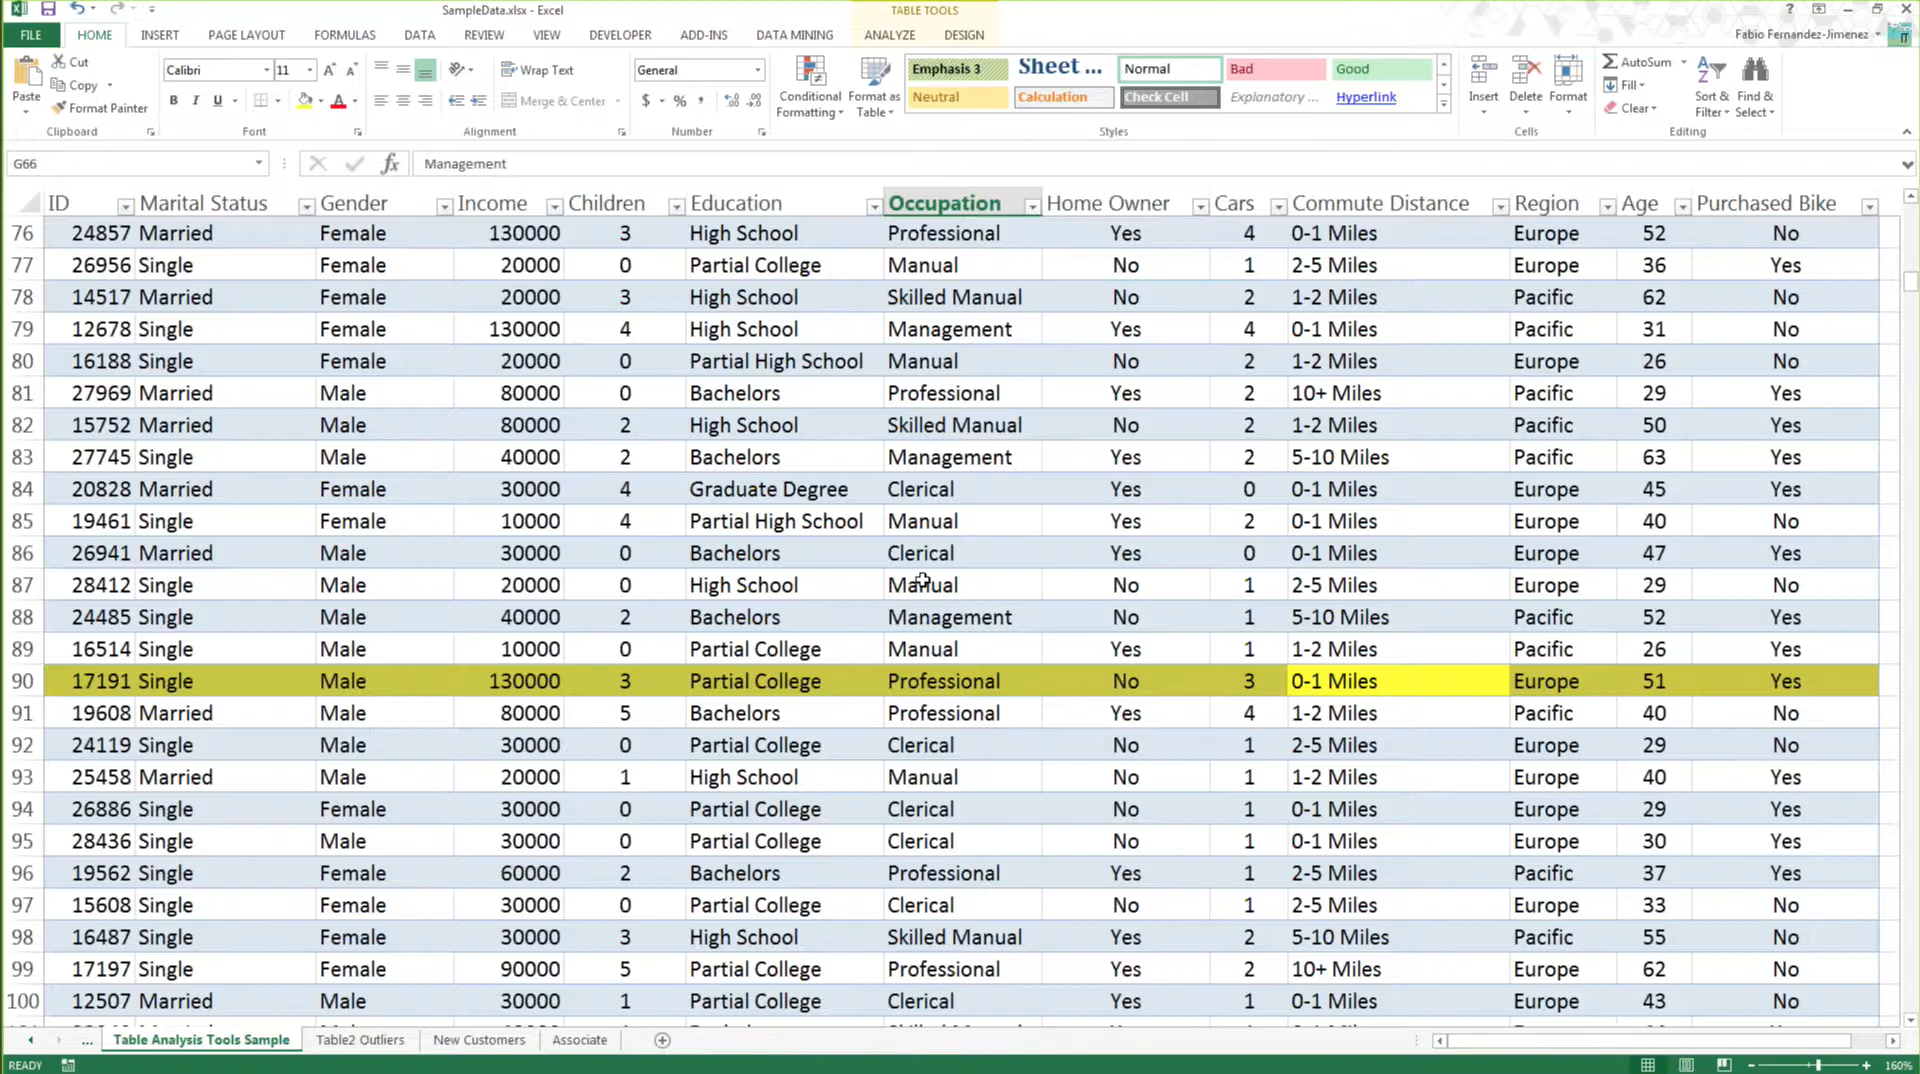 SampleData.xlsx - Excel
TABLE TOOLS
?
FILE HOME INSERT PAGE LAYOUT FORMULAS DATA REVIEW VIEW DEVELOPER ADD-INS DATA MINING ANALYZE DESIGN
Fabio Fernandez-Jimenez
Paste
Cut
Copy
Format Painter
Clipboard
Calibri 11
B I U
Font
Wrap Text
Merge & Center
Alignment
General
$ % ,
Number
Conditional Formatting
Format as Table
Emphasis 3 Sheet ... Normal Bad Good
Neutral Calculation Check Cell Explanatory ... Hyperlink
Styles
Insert Delete Format
Cells
AutoSum
Fill
Clear
Sort & Filter
Find & Select
Editing
G66 fx Management
ID Marital Status Gender Income Children Education Occupation Home Owner Cars Commute Distance Region Age Purchased Bike
76 24857 Married Female 130000 3 High School Professional Yes 4 0-1 Miles Europe 52 No
77 26956 Single Female 20000 0 Partial College Manual No 1 2-5 Miles Europe 36 Yes
78 14517 Married Female 20000 3 High School Skilled Manual No 2 1-2 Miles Pacific 62 No
79 12678 Single Female 130000 4 High School Management Yes 4 0-1 Miles Pacific 31 No
80 16188 Single Female 20000 0 Partial High School Manual No 2 1-2 Miles Europe 26 No
81 27969 Married Male 80000 0 Bachelors Professional Yes 2 10+ Miles Pacific 29 Yes
82 15752 Married Male 80000 2 High School Skilled Manual No 2 1-2 Miles Pacific 50 Yes
83 27745 Single Male 40000 2 Bachelors Management Yes 2 5-10 Miles Pacific 63 Yes
84 20828 Married Female 30000 4 Graduate Degree Clerical Yes 0 0-1 Miles Europe 45 Yes
85 19461 Single Female 10000 4 Partial High School Manual Yes 2 0-1 Miles Europe 40 No
86 26941 Married Male 30000 0 Bachelors Clerical Yes 0 0-1 Miles Europe 47 Yes
87 28412 Single Male 20000 0 High School Manual No 1 2-5 Miles Europe 29 No
88 24485 Single Male 40000 2 Bachelors Management No 1 5-10 Miles Pacific 52 Yes
89 16514 Single Male 10000 0 Partial College Manual Yes 1 1-2 Miles Pacific 26 Yes
90 17191 Single Male 130000 3 Partial College Professional No 3 0-1 Miles Europe 51 Yes
91 19608 Married Male 80000 5 Bachelors Professional Yes 4 1-2 Miles Pacific 40 No
92 24119 Single Male 30000 0 Partial College Clerical No 1 2-5 Miles Europe 29 No
93 25458 Married Male 20000 1 High School Manual No 1 1-2 Miles Europe 40 Yes
94 26886 Single Female 30000 0 Partial College Clerical No 1 0-1 Miles Europe 29 Yes
95 28436 Single Male 30000 0 Partial College Clerical No 1 0-1 Miles Europe 30 Yes
96 19562 Single Female 60000 2 Bachelors Professional Yes 1 2-5 Miles Pacific 37 Yes
97 15608 Single Female 30000 0 Partial College Clerical No 1 2-5 Miles Europe 33 No
98 16487 Single Female 30000 3 High School Skilled Manual Yes 2 5-10 Miles Pacific 55 No
99 17197 Single Female 90000 5 Partial College Professional Yes 2 10+ Miles Europe 62 No
100 12507 Married Male 30000 1 Partial College Clerical Yes 1 0-1 Miles Europe 43 No
... Table Analysis Tools Sample Table2 Outliers New Customers Associate
READY 160%